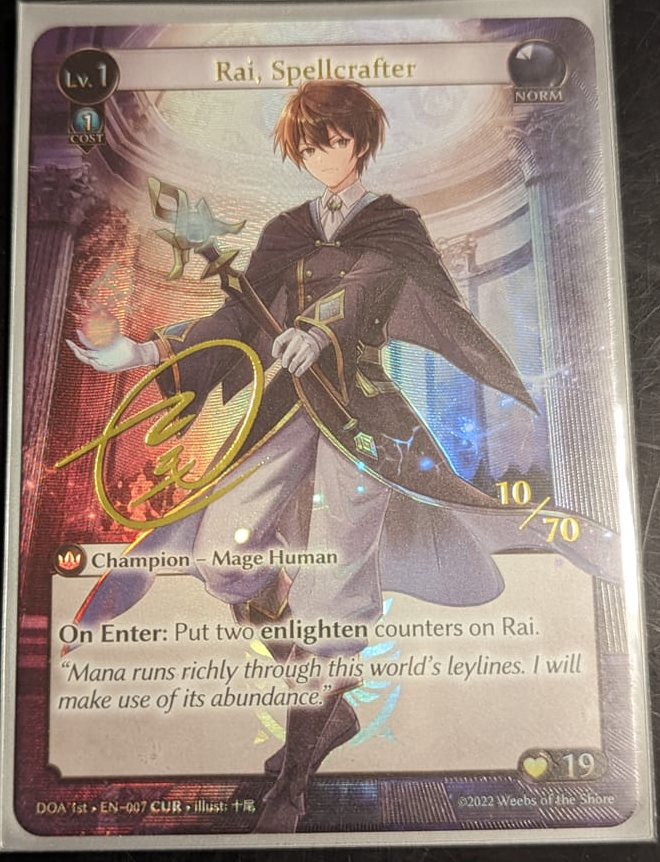 Lv. 1
Rai, Spellcrafter
NORM
1
COST
10/70
Champion – Mage Human
On Enter: Put two enlighten counters on Rai.
“Mana runs richly through this world’s leylines. I will
make use of its abundance.”
19
DOA 1st • EN-007 CUR • illust: 十尾
©2022 Weebs of the Shore